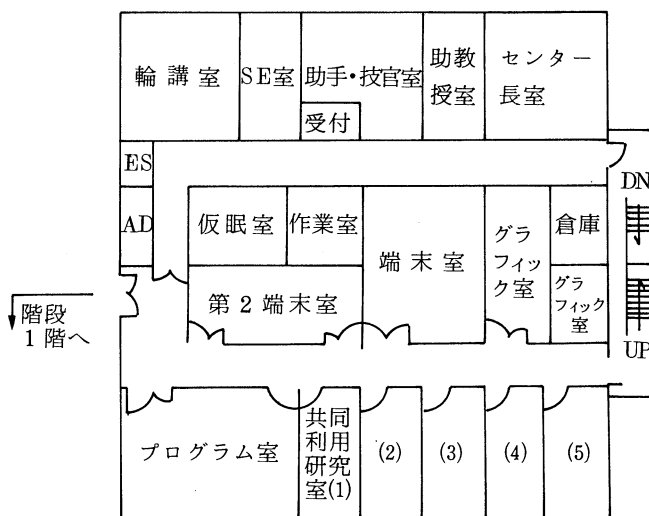 輪講室
SE室
助手・技官室
受付
助教
授室
センター
長室
ES
DN
AD
仮眠室
作業室
端末室
グラ
フィッ
ク室
倉庫
第2端末室
グラ
フィック
室
階段
1階へ
UP
プログラム室
共同
利用
研究
室(1)
(2)
(3)
(4)
(5)